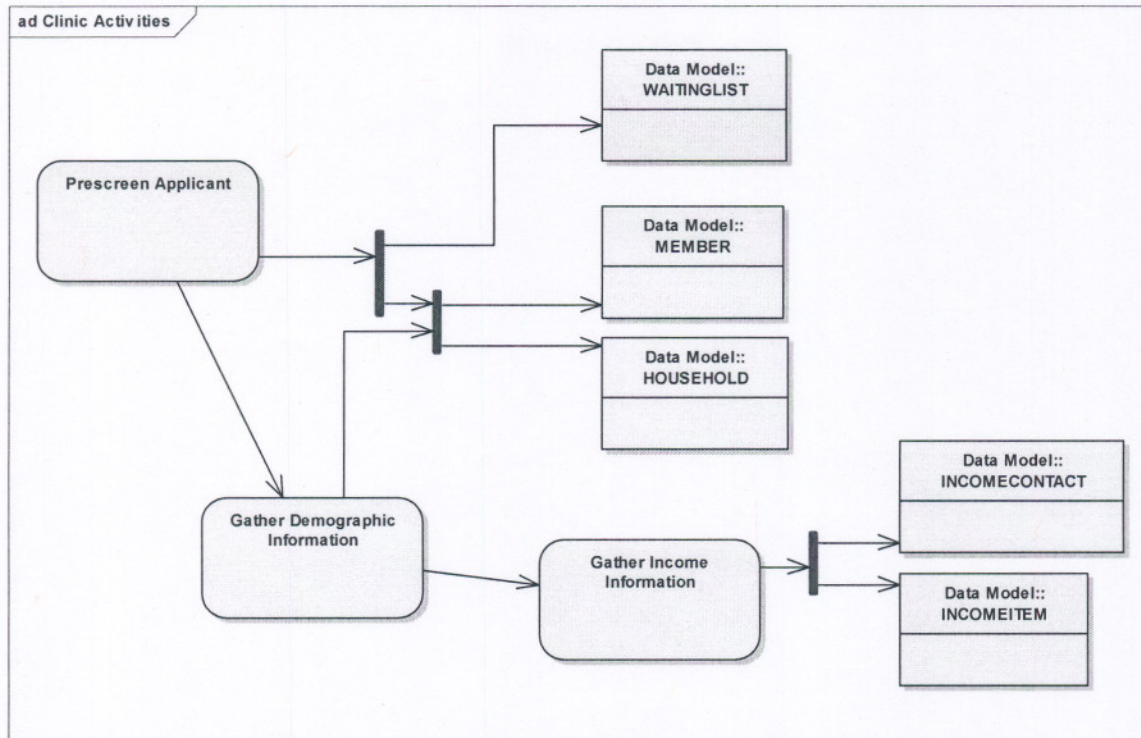 ad Clinic Activities
Data Model::
WAITINGLIST
Prescreen Applicant
Data Model::
MEMBER
Data Model::
HOUSEHOLD
Gather Demographic
Information
Gather Income
Information
Data Model::
INCOMECONTACT
Data Model::
INCOMEITEM